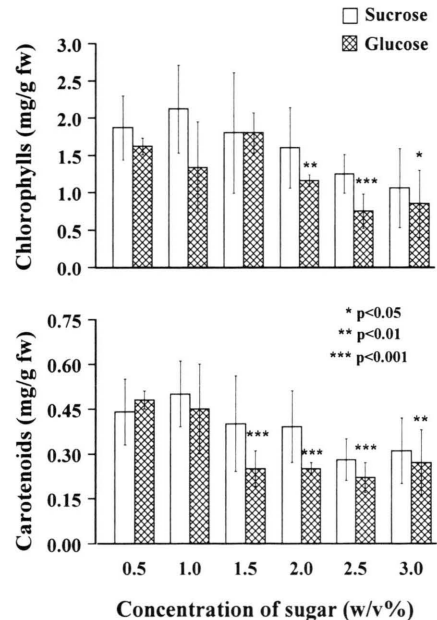 Sucrose
Glucose
Chlorophylls (mg/g fw)
3.0
2.5
2.0
1.5
1.0
0.5
0.0
**
***
*
Carotenoids (mg/g fw)
0.75
0.60
0.45
0.30
0.15
0.00
* p<0.05
** p<0.01
*** p<0.001
***
***
***
**
0.5 1.0 1.5 2.0 2.5 3.0
Concentration of sugar (w/v%)